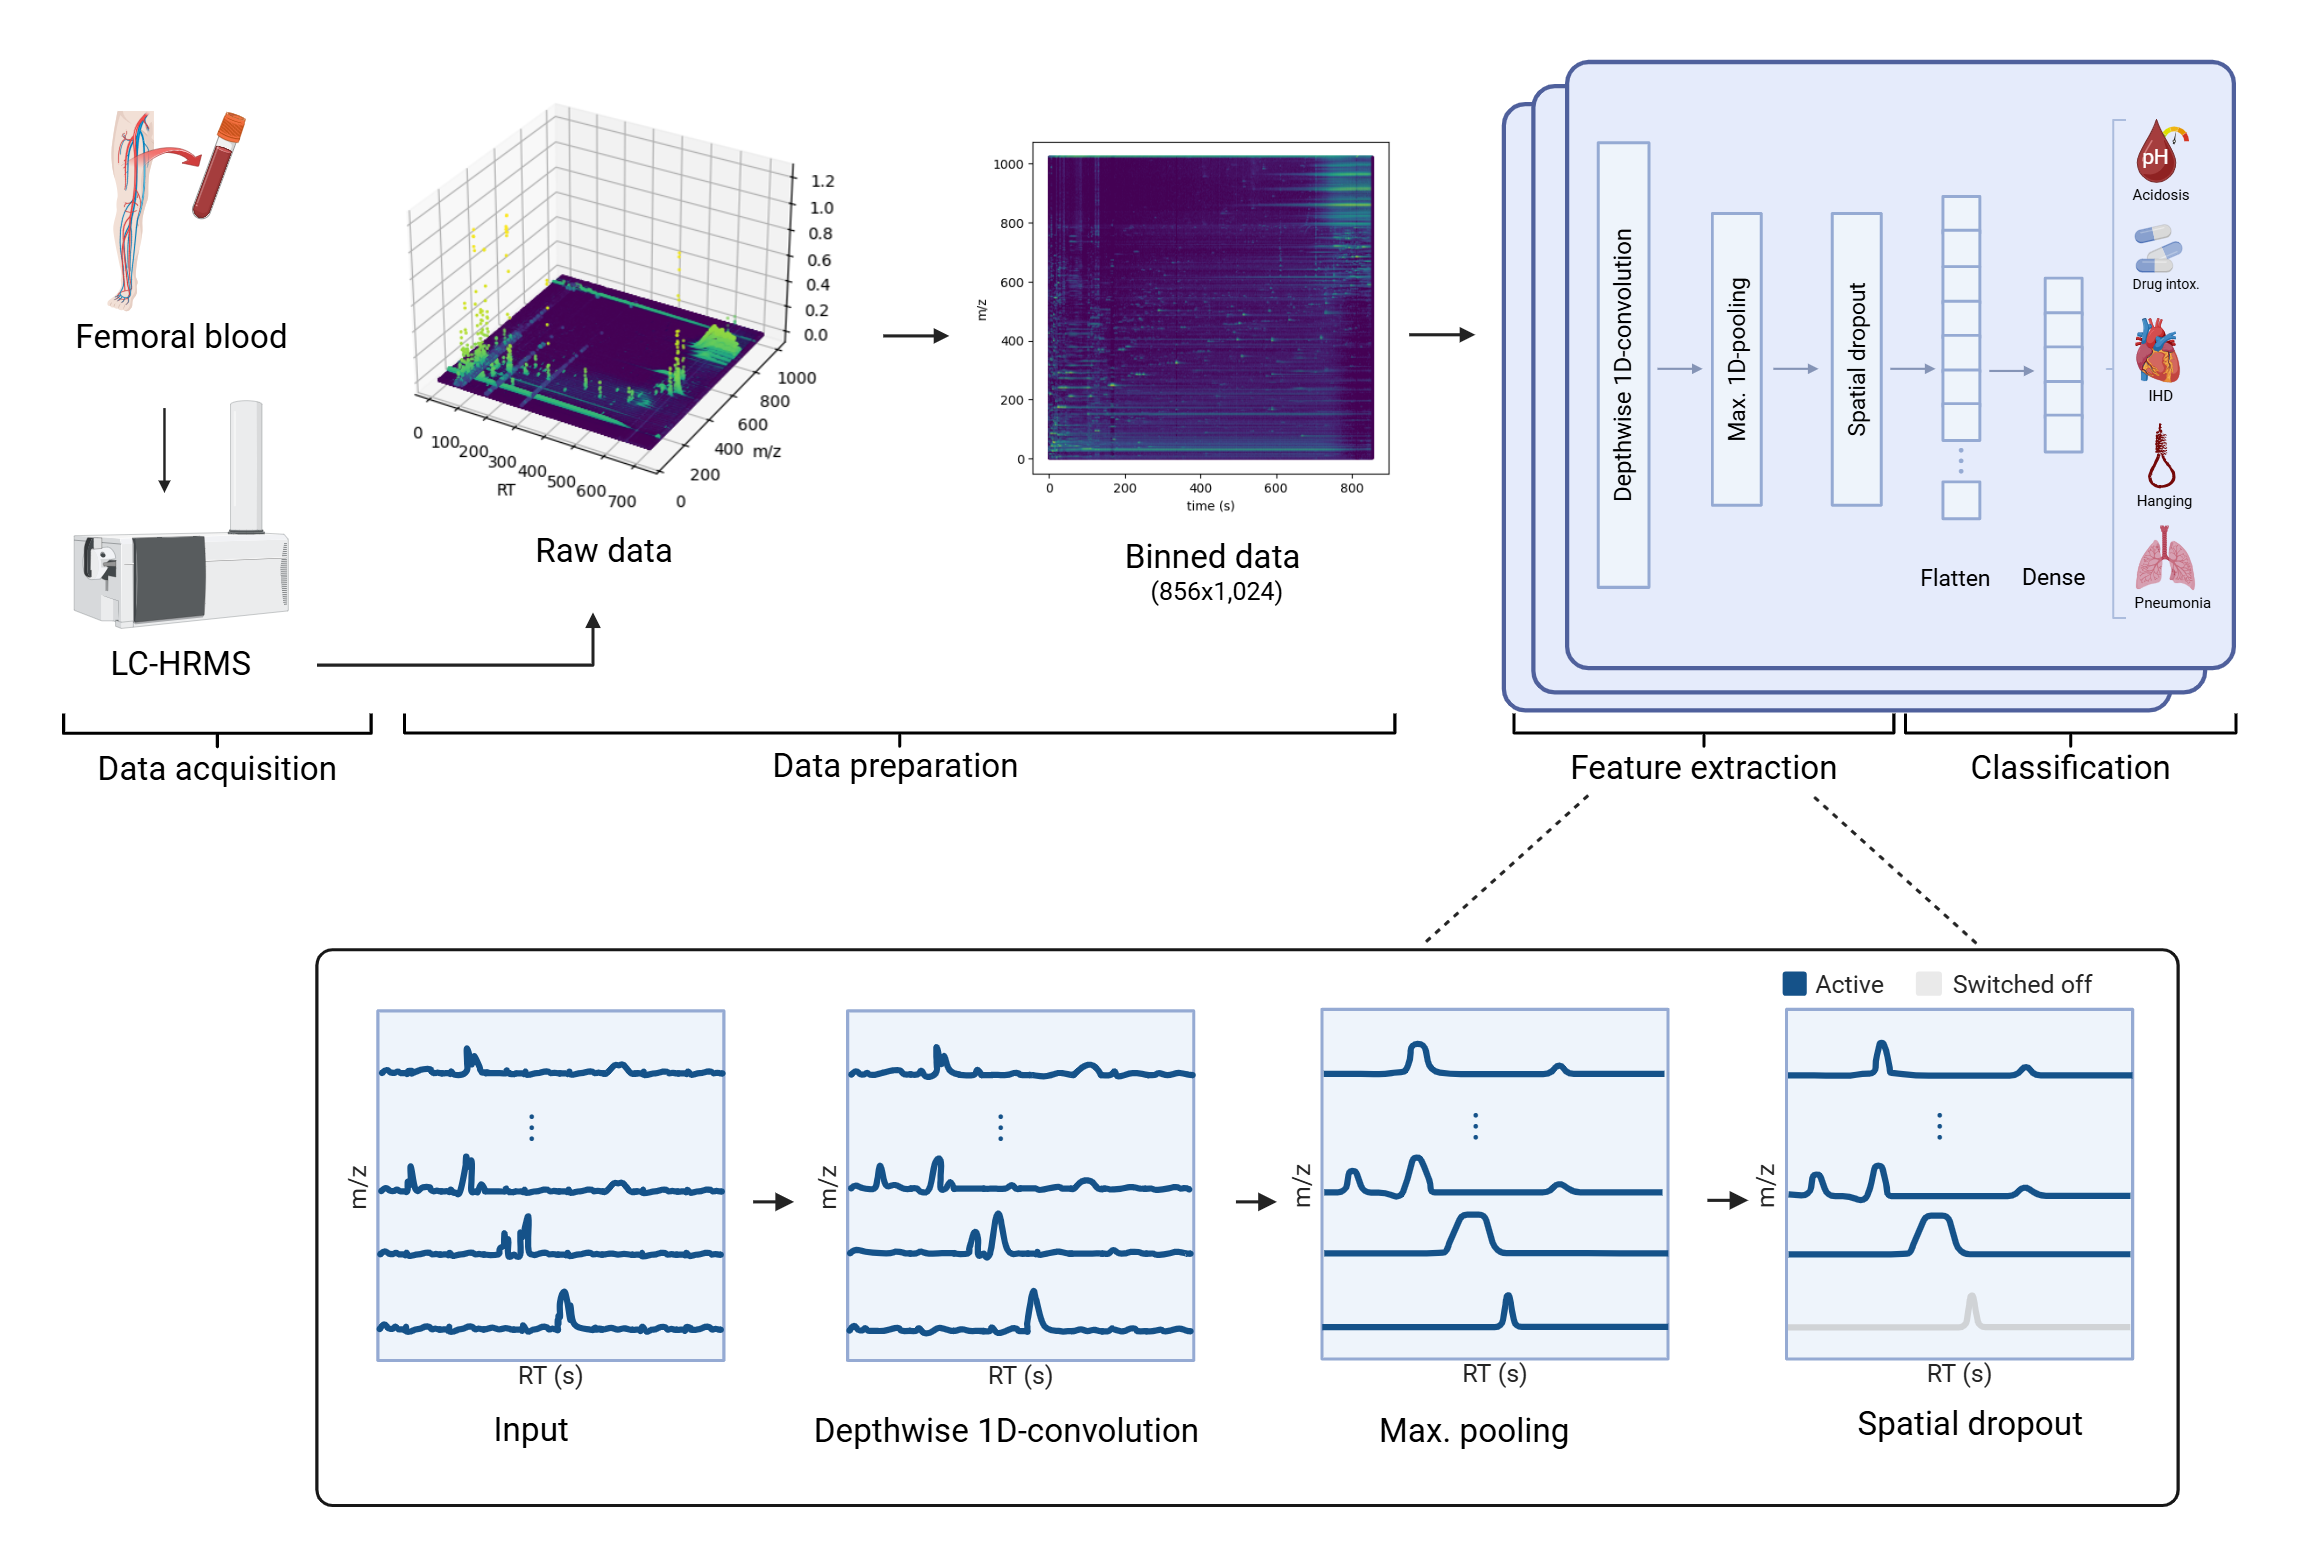 Femoral blood
LC-HRMS
1.2
1.0
0.8
0.6
0.4
0.2
0.0
0
100
200
300
400
500
600
700
RT
0
200
400
600
800
1000
m/z
Raw data
1000
800
600
400
200
0
m/z
0
200
400
600
800
time (s)
Binned data
(856x1,024)
Depthwise 1D-convolution
Max. 1D-pooling
Spatial dropout
Flatten
Dense
pH
Acidosis
Drug intox.
IHD
Hanging
Pneumonia
Data acquisition
Data preparation
Feature extraction
Classification
Active
Switched off
m/z
RT (s)
Input
m/z
RT (s)
Depthwise 1D-convolution
m/z
RT (s)
Max. pooling
m/z
RT (s)
Spatial dropout